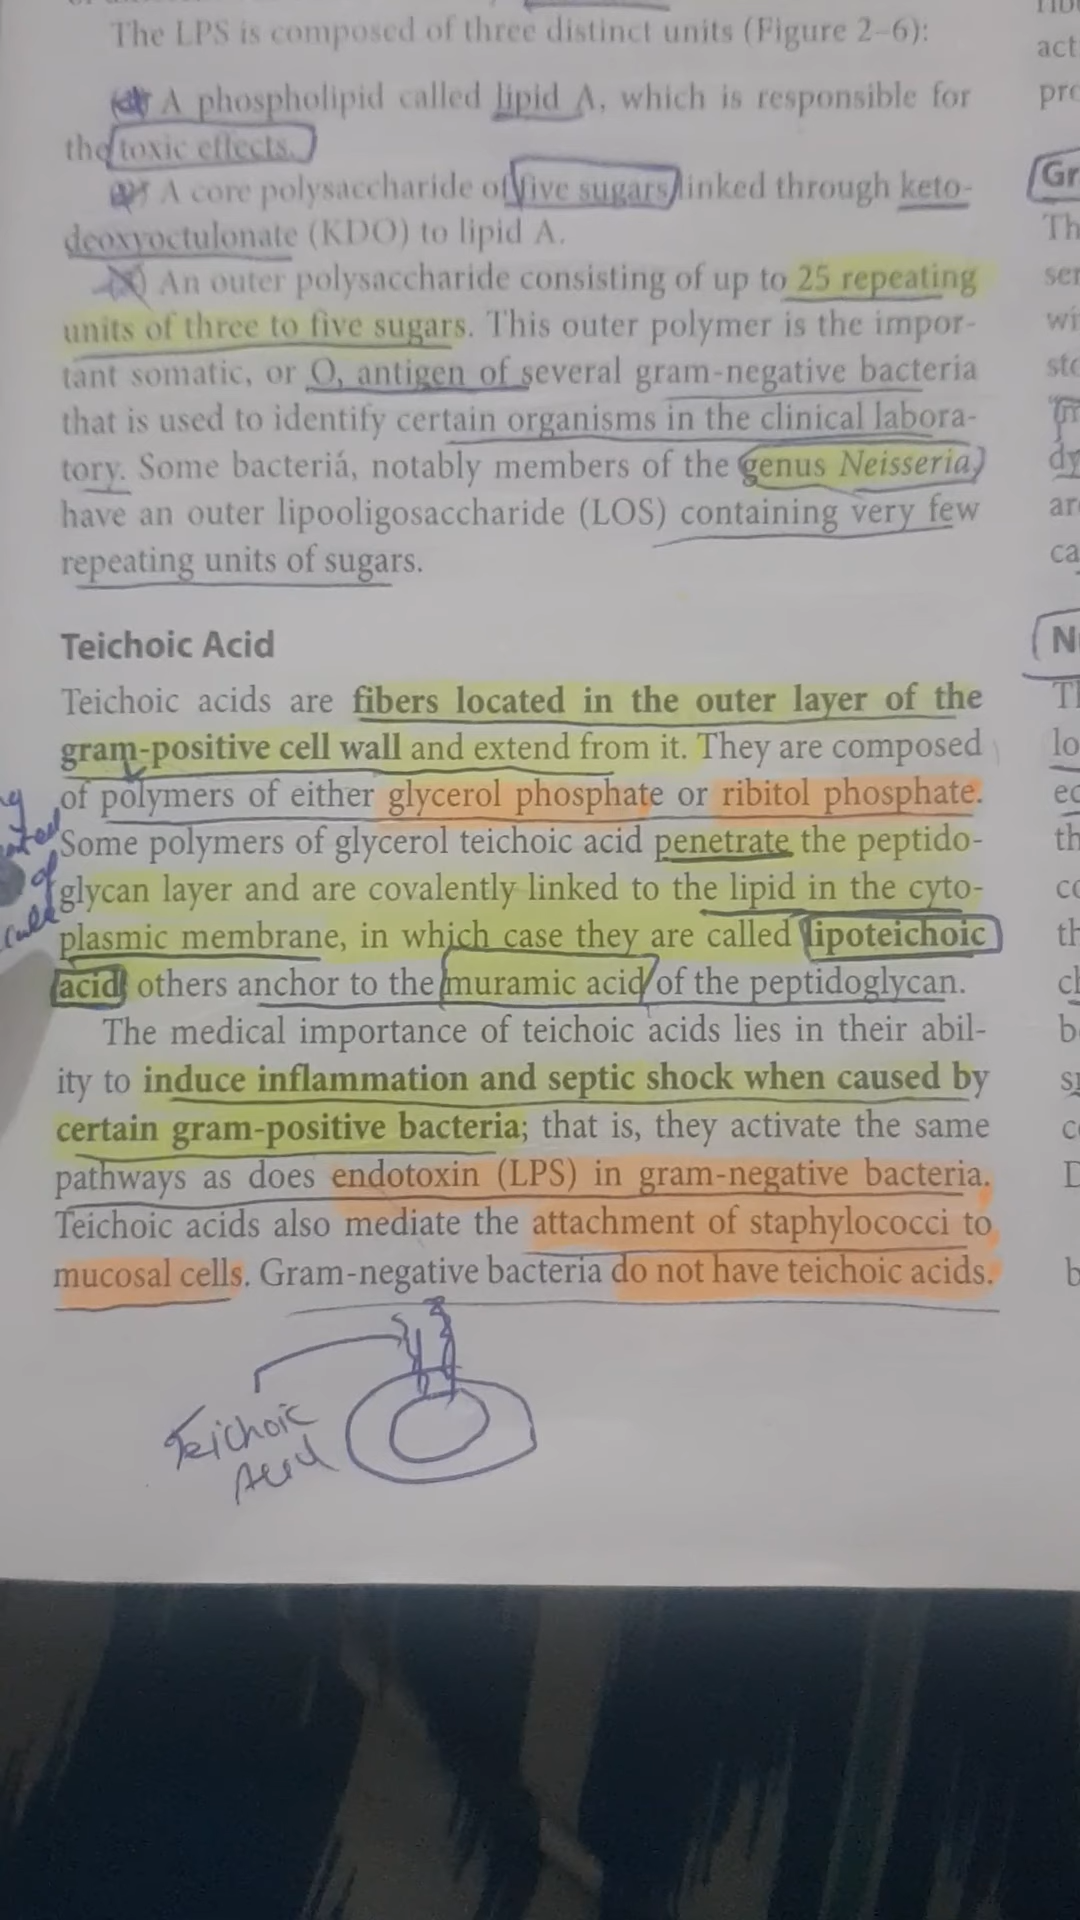 The LPS is composed of three distinct units (Figure 2–6):
A phospholipid called lipid A, which is responsible for
the toxic effects.
A core polysaccharide of five sugars linked through keto-
deoxyoctulonate (KDO) to lipid A.
An outer polysaccharide consisting of up to 25 repeating
units of three to five sugars. This outer polymer is the impor-
tant somatic, or O, antigen of several gram-negative bacteria
that is used to identify certain organisms in the clinical labora-
tory. Some bacteria, notably members of the genus Neisseria,
have an outer lipooligosaccharide (LOS) containing very few
repeating units of sugars.
Teichoic Acid
Teichoic acids are fibers located in the outer layer of the
gram-positive cell wall and extend from it. They are composed
of polymers of either glycerol phosphate or ribitol phosphate.
Some polymers of glycerol teichoic acid penetrate the peptido-
glycan layer and are covalently linked to the lipid in the cyto-
plasmic membrane, in which case they are called lipoteichoic
acid others anchor to the muramic acid of the peptidoglycan.
The medical importance of teichoic acids lies in their abil-
ity to induce inflammation and septic shock when caused by
certain gram-positive bacteria; that is, they activate the same
pathways as does endotoxin (LPS) in gram-negative bacteria.
Teichoic acids also mediate the attachment of staphylococci to
mucosal cells. Gram-negative bacteria do not have teichoic acids.
Teichoic
Acid
of
act
Gr
Th
wi
dy
ca
N
lo
th
b